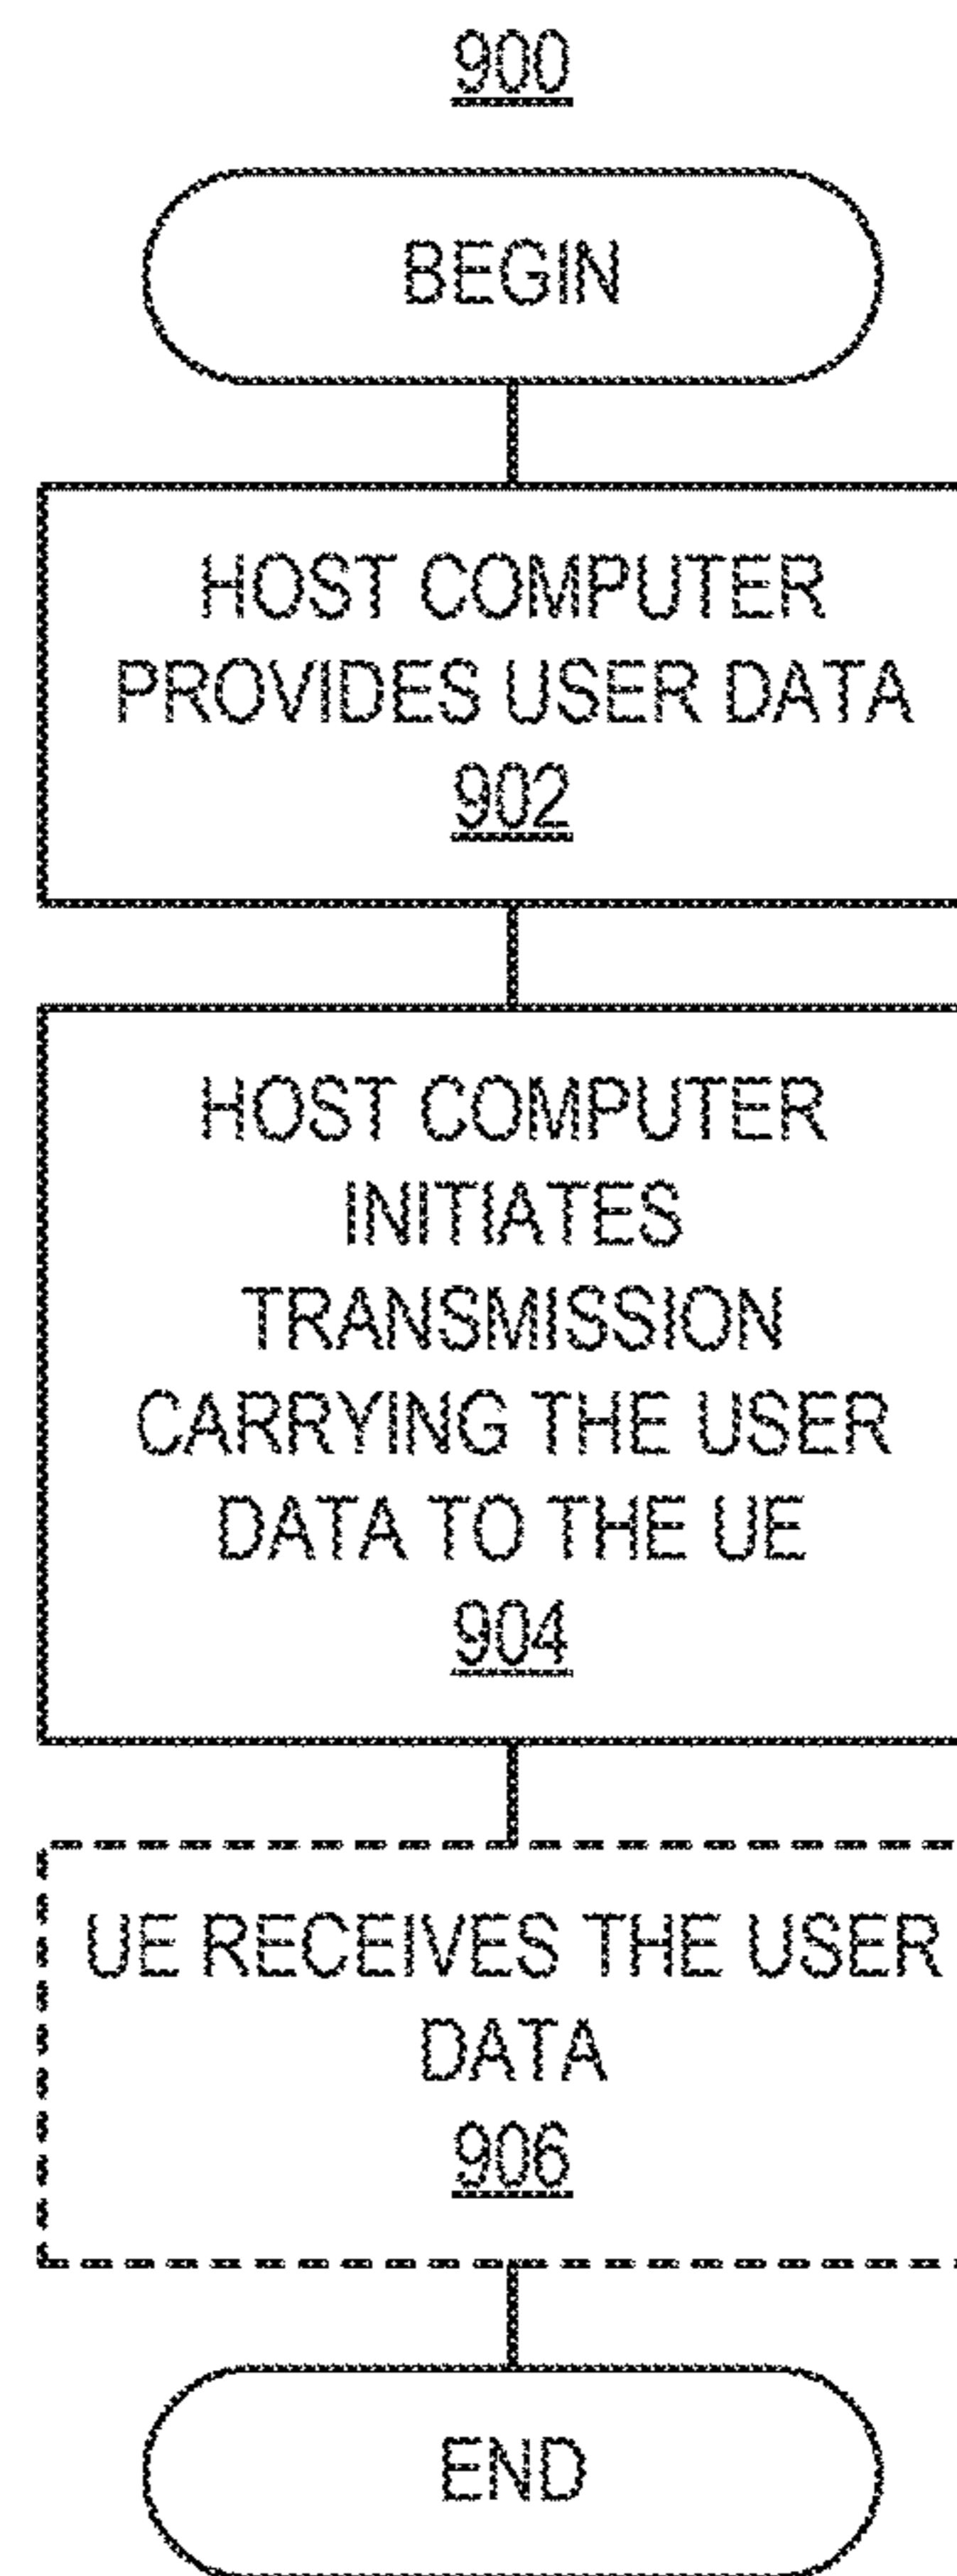 900
BEGIN
HOST COMPUTER
PROVIDES USER DATA
902
HOST COMPUTER
INITIATES
TRANSMISSION
CARRYING THE USER
DATA TO THE UE
904
UE RECEIVES THE USER
DATA
906
END